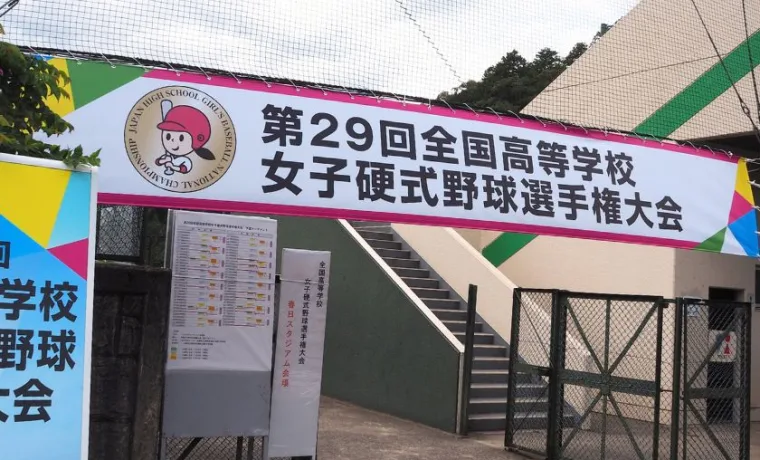 JAPAN HIGH SCHOOL GIRL'S BASEBALL NATIONAL CHAMPIONSHIP
第29回全国高等学校
女子硬式野球選手権大会
回
学校
野球
大会
全国高等学校
女子硬式野球選手権大会
春日スタジアム会場